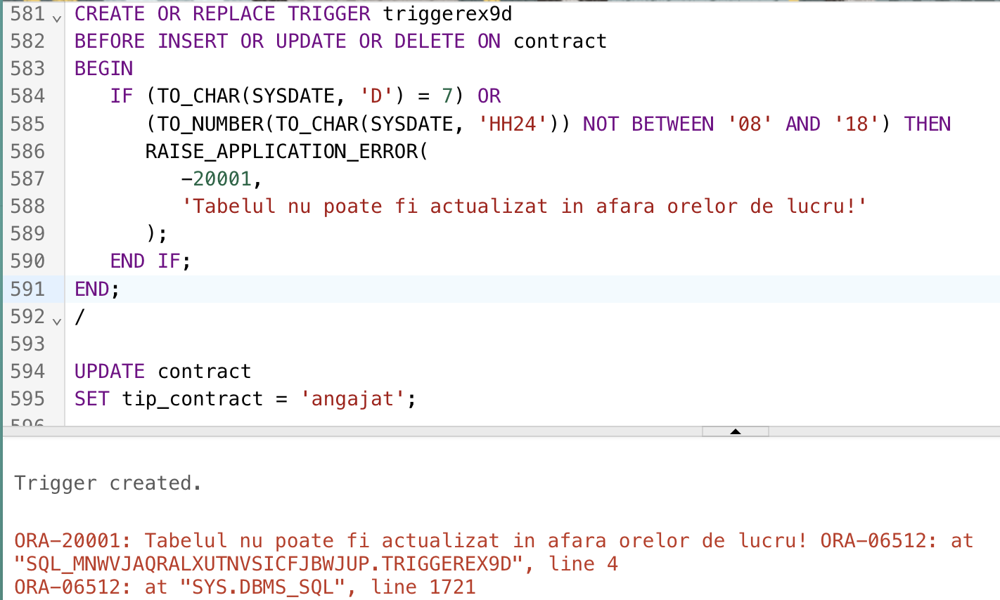 581 CREATE OR REPLACE TRIGGER triggerex9d
582 BEFORE INSERT OR UPDATE OR DELETE ON contract
583 BEGIN
584    IF (TO_CHAR(SYSDATE, 'D') = 7) OR
585       (TO_NUMBER(TO_CHAR(SYSDATE, 'HH24')) NOT BETWEEN '08' AND '18') THEN
586       RAISE_APPLICATION_ERROR(
587          -20001,
588          'Tabelul nu poate fi actualizat in afara orelor de lucru!'
589       );
590    END IF;
591 END;
592 /
593
594 UPDATE contract
595 SET tip_contract = 'angajat';
596
Trigger created.
ORA-20001: Tabelul nu poate fi actualizat in afara orelor de lucru! ORA-06512: at
"SQL_MNWVJAQRALXUTNVSICFJBWJUP.TRIGGEREX9D", line 4
ORA-06512: at "SYS.DBMS_SQL", line 1721